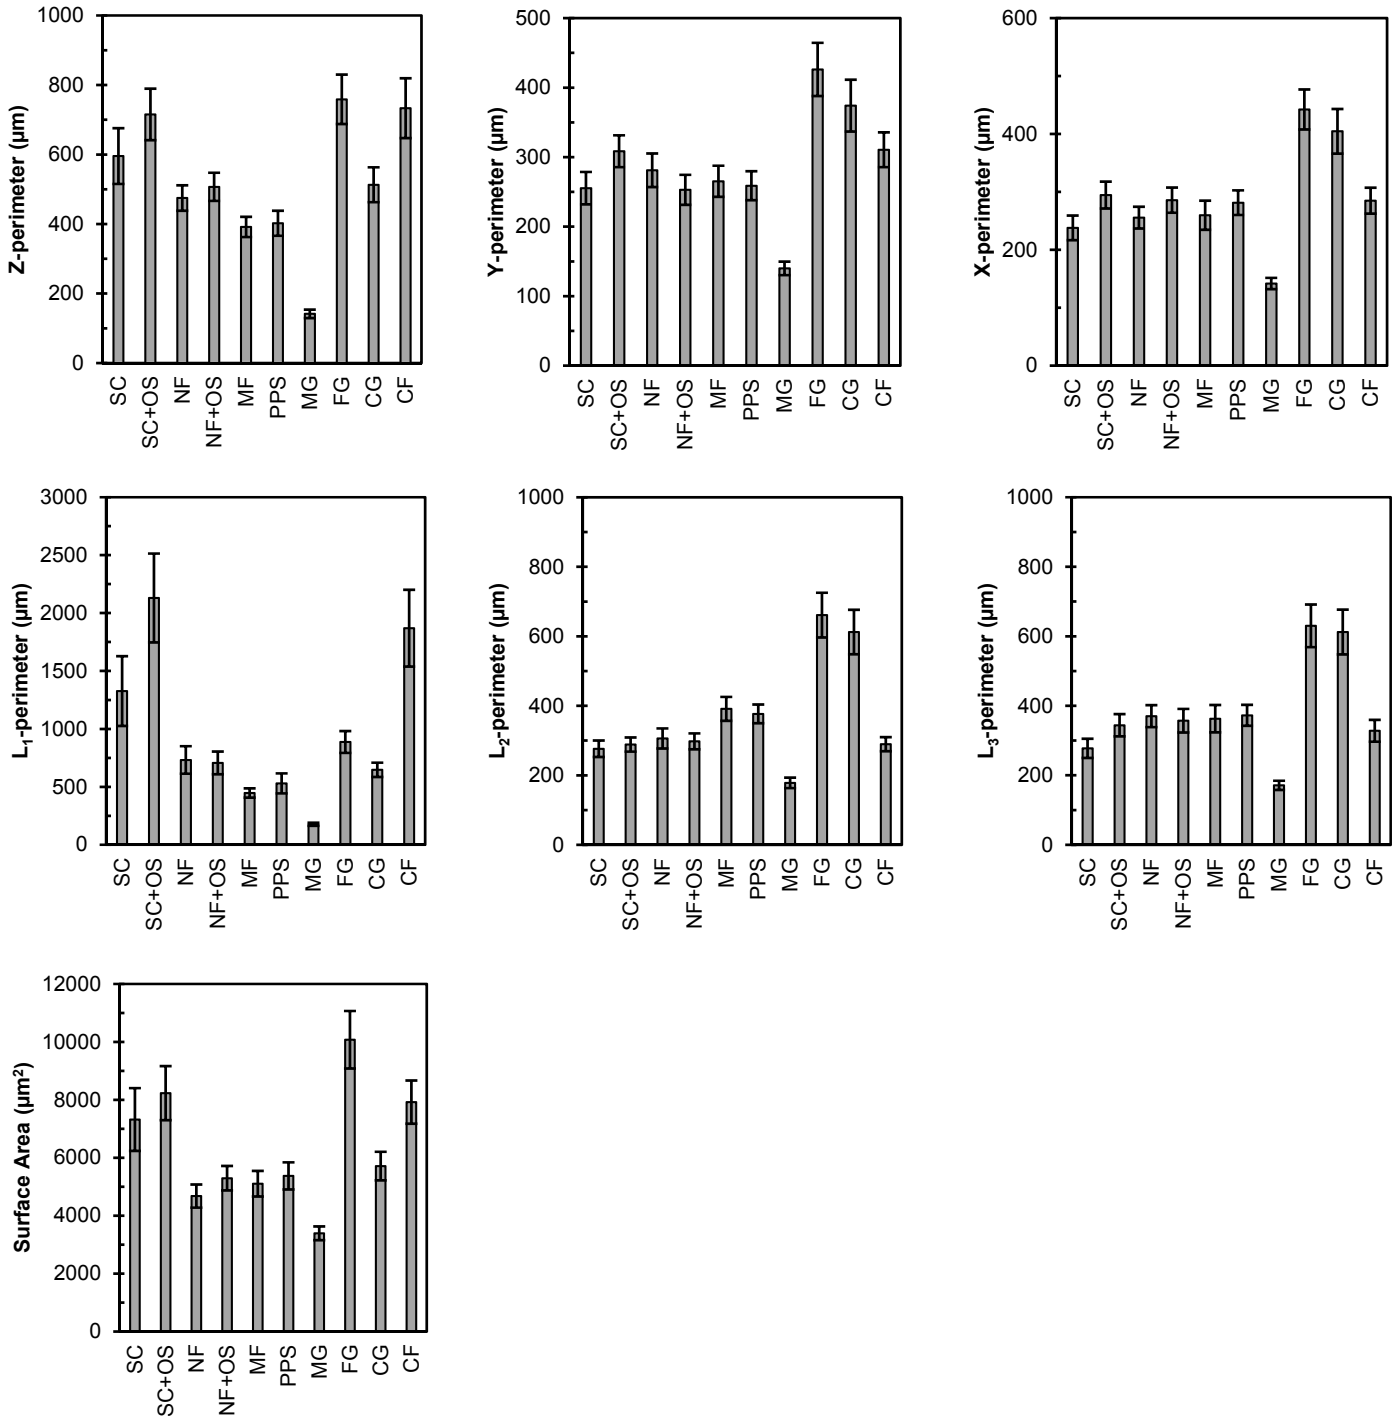 Z-perimeter (µm)
1000
800
600
400
200
0
SC
SC+OS
NF
NF+OS
MF
PPS
MG
FG
CG
CF
Y-perimeter (µm)
500
400
300
200
100
0
SC
SC+OS
NF
NF+OS
MF
PPS
MG
FG
CG
CF
X-perimeter (µm)
600
400
200
0
SC
SC+OS
NF
NF+OS
MF
PPS
MG
FG
CG
CF
L₁-perimeter (µm)
3000
2500
2000
1500
1000
500
0
SC
SC+OS
NF
NF+OS
MF
PPS
MG
FG
CG
CF
L₂-perimeter (µm)
1000
800
600
400
200
0
SC
SC+OS
NF
NF+OS
MF
PPS
MG
FG
CG
CF
L₃-perimeter (µm)
1000
800
600
400
200
0
SC
SC+OS
NF
NF+OS
MF
PPS
MG
FG
CG
CF
Surface Area (µm²)
12000
10000
8000
6000
4000
2000
0
SC
SC+OS
NF
NF+OS
MF
PPS
MG
FG
CG
CF